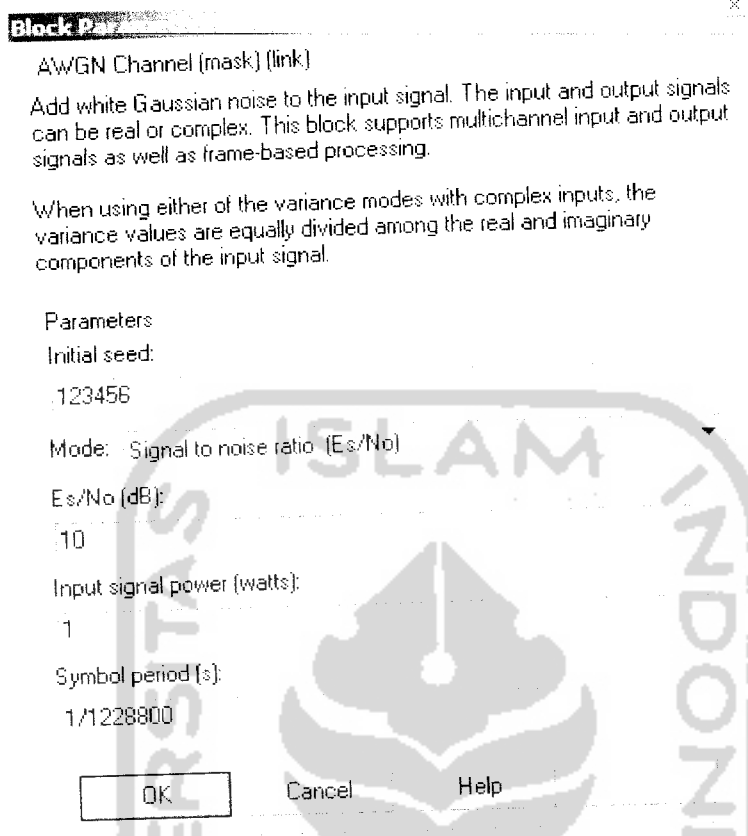 Block Para
AWGN Channel (mask) (link)
Add white Gaussian noise to the input signal. The input and output signals
can be real or complex. This block supports multichannel input and output
signals as well as frame-based processing.
When using either of the variance modes with complex inputs, the
variance values are equally divided among the real and imaginary
components of the input signal.
Parameters
Initial seed:
123456
Mode: Signal to noise ratio (Es/No)
Es/No (dB):
10
Input signal power (watts):
1
Symbol period (s):
1/1228800
OK Cancel Help
ISLAM
ERSITAS
INDON